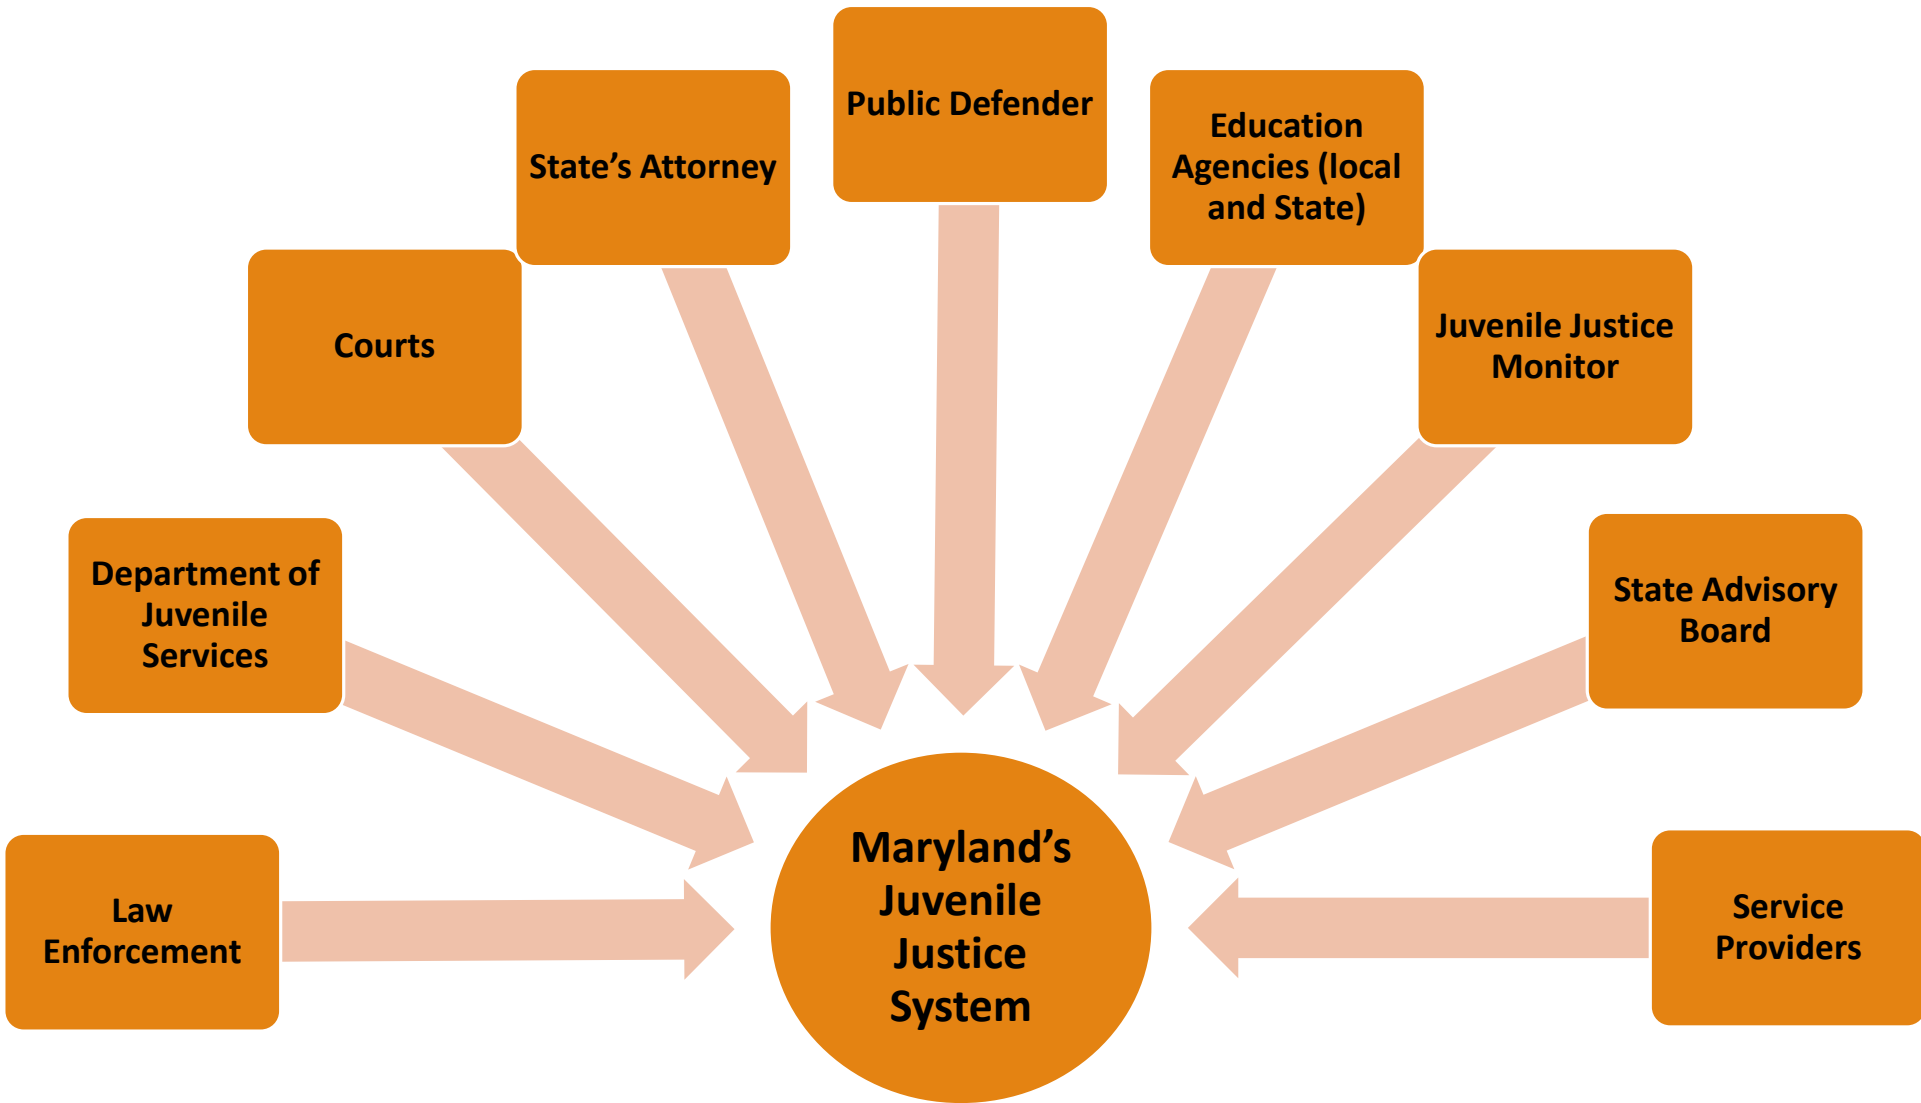 Public Defender
State’s Attorney
Education
Agencies (local
and State)
Courts
Juvenile Justice
Monitor
Department of
Juvenile
Services
State Advisory
Board
Law
Enforcement
Service
Providers
Maryland’s
Juvenile
Justice
System